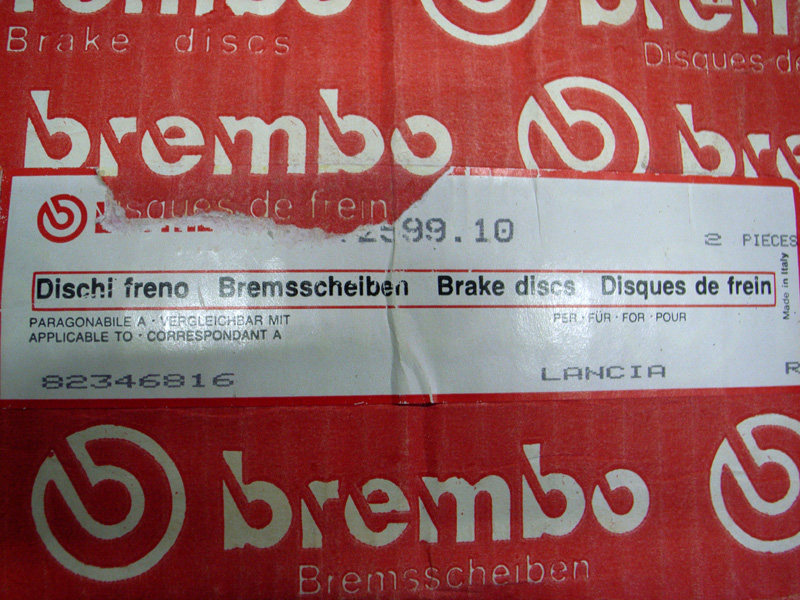 brembo brem
Brake discs Disques de
brembo bre
Disques de frein
2599.10 2 PIECES
Dischi freno Bremsscheiben Brake discs Disques de frein
Made in Italy
PARAGONABILE A · VERGLEICHBAR MIT PER · FÜR · FOR · POUR
APPLICABLE TO · CORRESPONDANT A
82346816 LANCIA R
brembo
Bremsscheiben